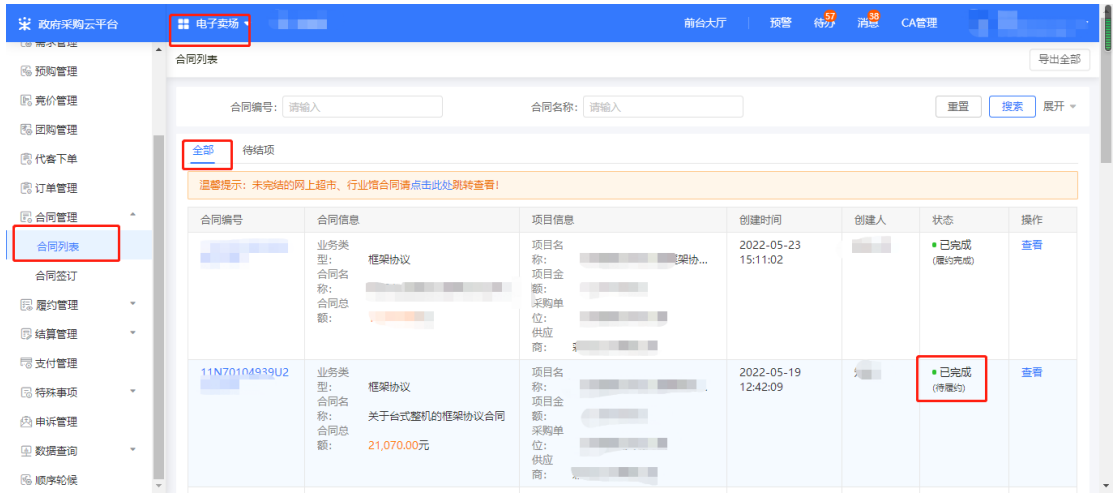 政府采购云平台
电子卖场
前台大厅
预警
待办
57
消息
38
CA管理
需求管理
预购管理
竞价管理
团购管理
代客下单
订单管理
合同管理
合同列表
合同签订
履约管理
结算管理
支付管理
特殊事项
申诉管理
数据查询
顺序轮候
合同列表
导出全部
合同编号: 请输入
合同名称: 请输入
重置
搜索
展开
全部
待结项
温馨提示：未完结的网上超市、行业馆合同请点击此处跳转查看！
合同编号 合同信息 项目信息 创建时间 创建人 状态 操作
业务类型: 框架协议
合同名称:
合同总额:
项目名称: 框架协...
项目金额:
采购单位:
供应商:
2022-05-23
15:11:02
已完成
(履约完成)
查看
11N70104939U2
业务类型: 框架协议
合同名称: 关于台式整机的框架协议合同
合同总额: 21,070.00元
项目名称:
项目金额:
采购单位:
供应商:
2022-05-19
12:42:09
已完成
(待履约)
查看